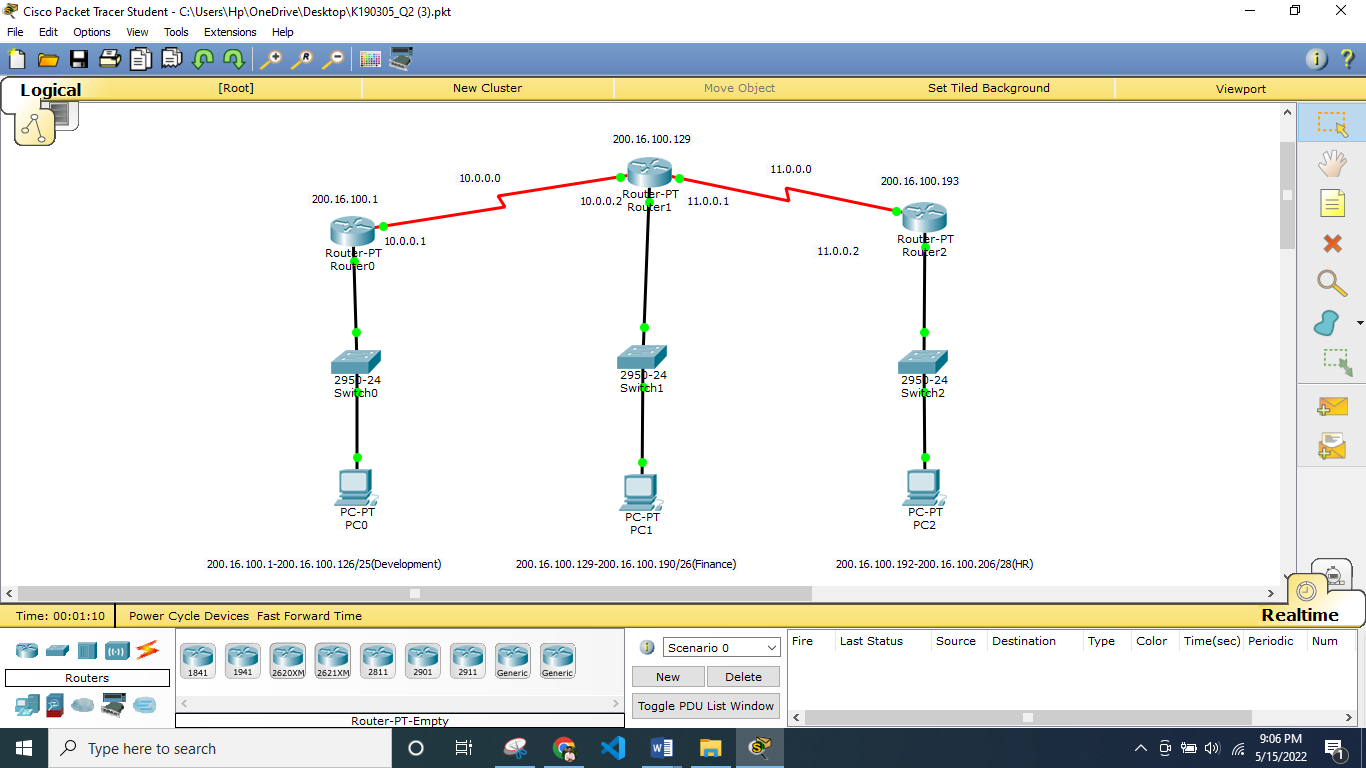 Cisco Packet Tracer Student - C:\Users\Hp\OneDrive\Desktop\K190305_Q2 (3).pkt
File Edit Options View Tools Extensions Help
Logical [Root] New Cluster Move Object Set Tiled Background Viewport
200.16.100.129
10.0.0.0
11.0.0.0
200.16.100.193
200.16.100.1
Router-PT
Router1
10.0.0.2
11.0.0.1
10.0.0.1
Router-PT
Router0
Router-PT
Router2
11.0.0.2
2950-24
Switch0
2950-24
Switch1
2950-24
Switch2
PC-PT
PC0
PC-PT
PC1
PC-PT
PC2
200.16.100.1-200.16.100.126/25(Development)
200.16.100.129-200.16.100.190/26(Finance)
200.16.100.192-200.16.100.206/28(HR)
Time: 00:01:10 Power Cycle Devices Fast Forward Time Realtime
Routers
1841 1941 2620XM 2621XM 2811 2901 2911 Generic Generic
Router-PT-Empty
Scenario 0
New Delete
Toggle PDU List Window
Fire Last Status Source Destination Type Color Time(sec) Periodic Num
Type here to search
9:06 PM
5/15/2022
1